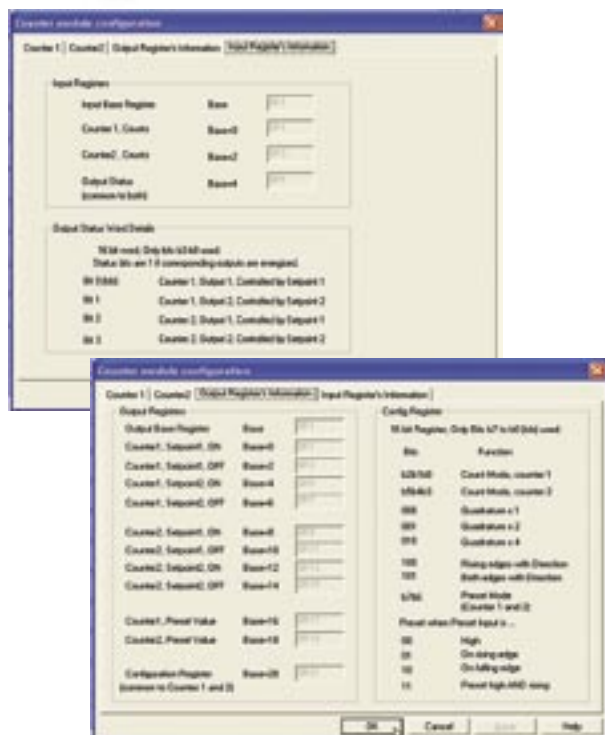 Counter module configuration
Counter 1 | Counter2 | Output Register's Information | Input Register's Information
Input Registers
Input Base Register Base
Counter 1, Counts Base+0
Counter2, Counts Base+2
Output Status Base+4
(common to both)
Output Status Word Details
16 bit word, Only bits b3-b0 used
Status bits are 1 if corresponding outputs are energized.
Bit 0 Counter 1, Output 1, Controlled by Setpoint 1
Bit 1 Counter 1, Output 2, Controlled by Setpoint 2
Bit 2 Counter 2, Output 1, Controlled by Setpoint 1
Bit 3 Counter 2, Output 2, Controlled by Setpoint 2
Counter module configuration
Counter 1 | Counter2 | Output Register's Information | Input Register's Information
Output Registers
Output Base Register Base
Counter1, Setpoint1, ON Base+0
Counter1, Setpoint1, OFF Base+2
Counter1, Setpoint2, ON Base+4
Counter1, Setpoint2, OFF Base+6
Counter2, Setpoint1, ON Base+8
Counter2, Setpoint1, OFF Base+10
Counter2, Setpoint2, ON Base+12
Counter2, Setpoint2, OFF Base+14
Counter1, Preset Value Base+16
Counter2, Preset Value Base+18
Configuration Register Base+20
(common to Counter 1 and 2)
Config Register
16 bit Register, Only Bits b7 to b0 used
Bits Function
b2b1b0 Count Mode, counter 1
b5b4b3 Count Mode, counter 2
000 Quadrature x 1
001 Quadrature x 2
010 Quadrature x 4
100 Rising edges with Direction
101 Both edges with Direction
b7b6 Preset Mode
(Counter 1 and 2)
Preset when Preset Input is ...
00 High
01 On rising edge
10 On falling edge
11 Preset high AND rising
OK Cancel Help